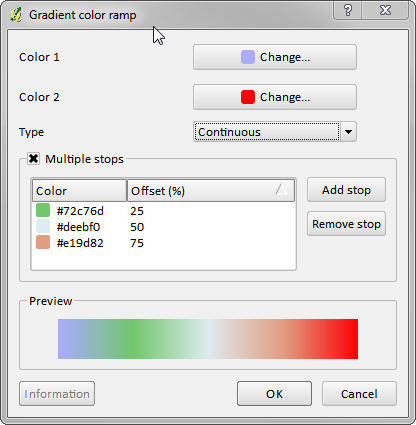 Gradient color ramp
Color 1 Change...
Color 2 Change...
Type Continuous
Multiple stops
Color Offset (%)
#72c76d 25
#deebf0 50
#e19d82 75
Add stop
Remove stop
Preview
Information OK Cancel